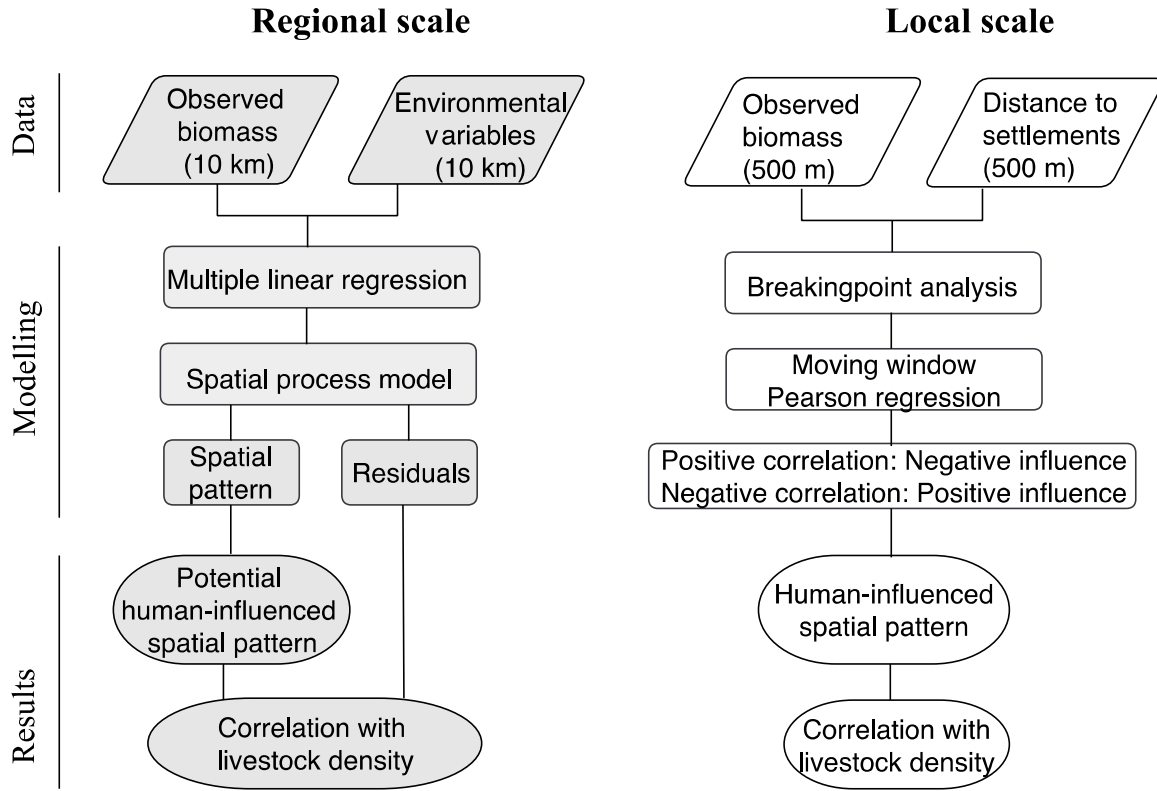 Regional scale
Local scale
Data
Observed
biomass
(10 km)
Environmental
variables
(10 km)
Observed
biomass
(500 m)
Distance to
settlements
(500 m)
Modelling
Multiple linear regression
Spatial process model
Spatial
pattern
Residuals
Breakingpoint analysis
Moving window
Pearson regression
Positive correlation: Negative influence
Negative correlation: Positive influence
Results
Potential
human-influenced
spatial pattern
Correlation with
livestock density
Human-influenced
spatial pattern
Correlation with
livestock density